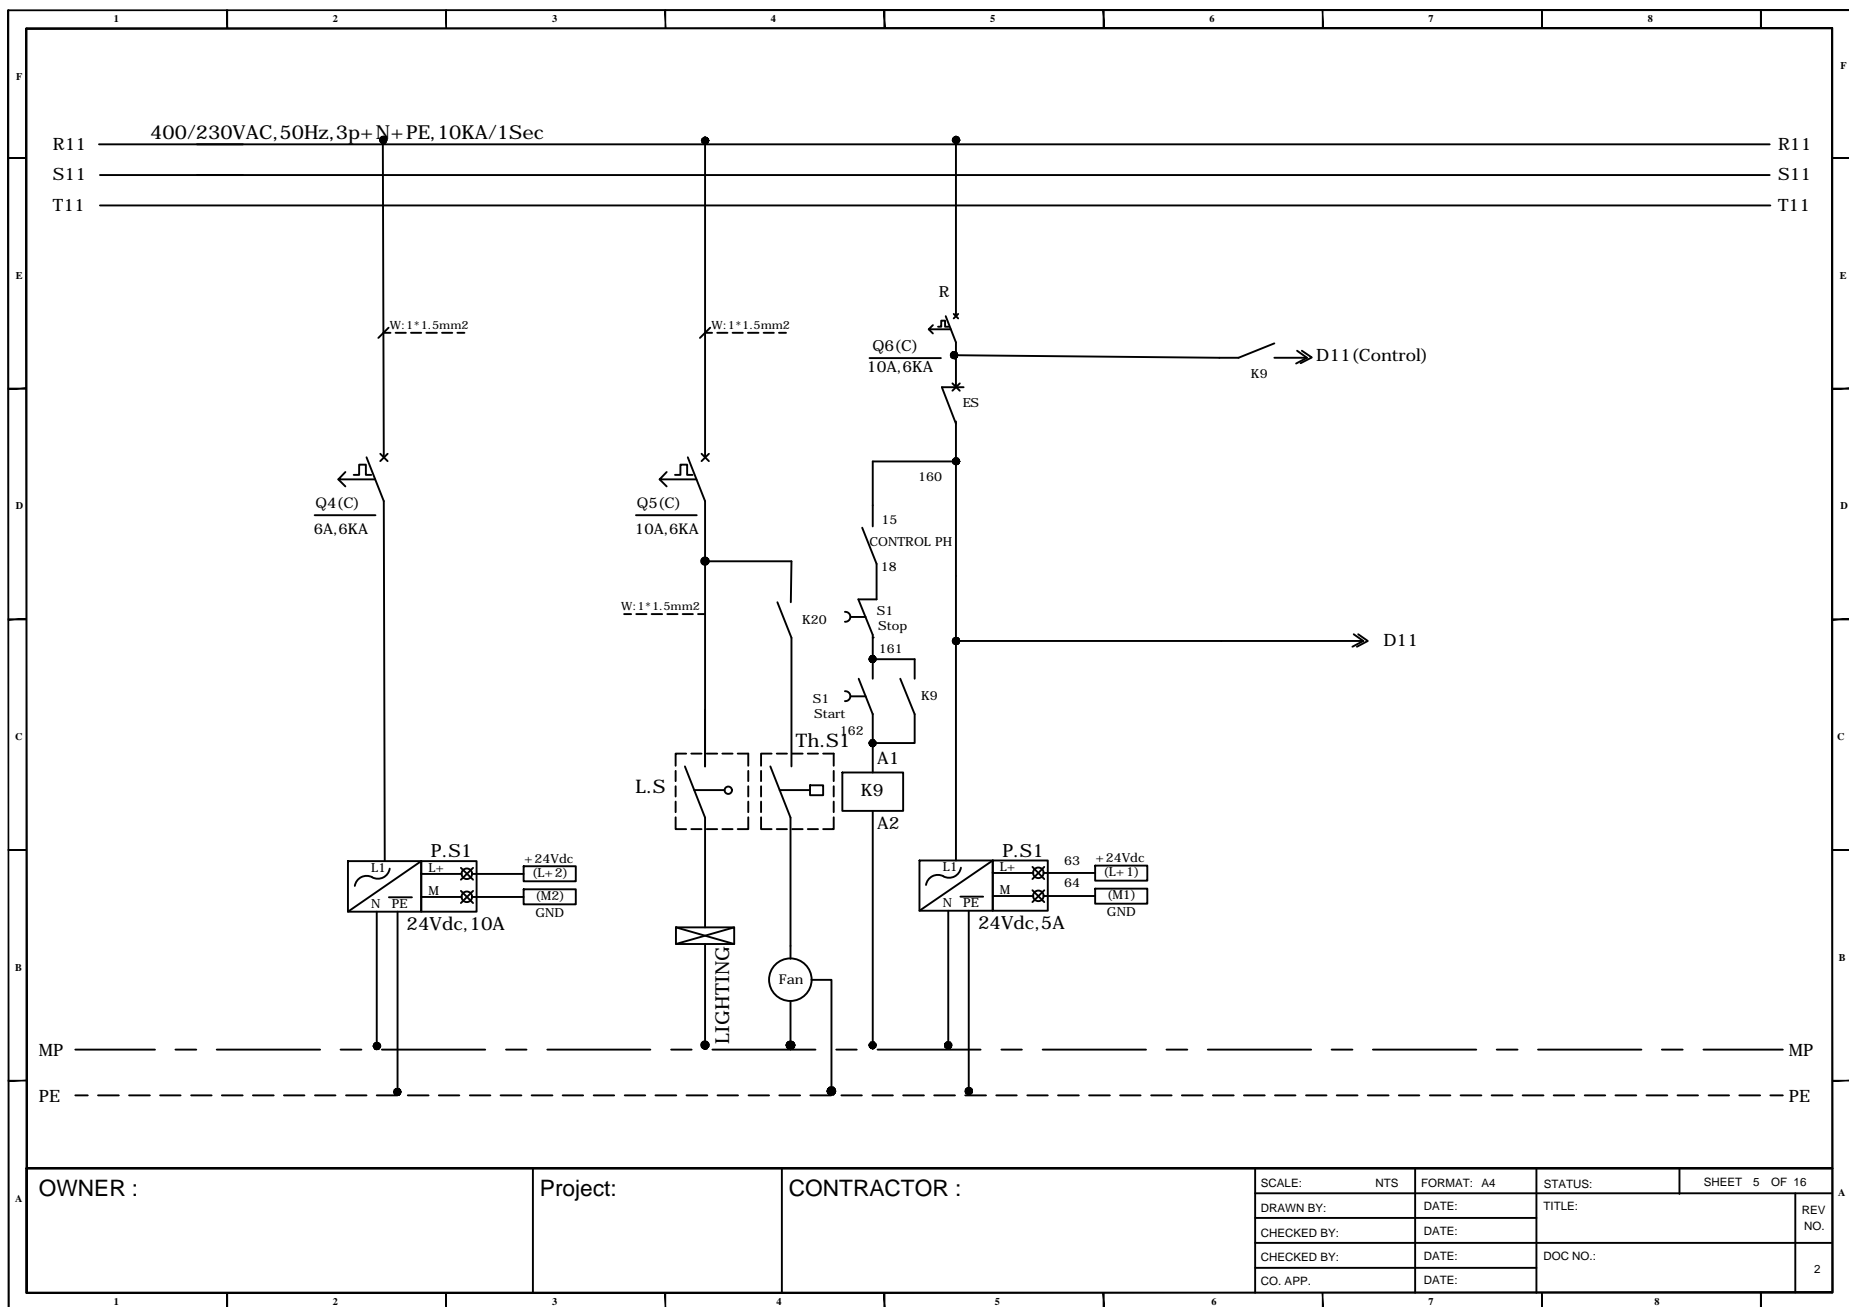 1 2 3 4 5 6 7 8
F F
400/230VAC,50Hz,3p+N+PE,10KA/1Sec
R11 R11
S11 S11
T11 T11
E E
R
W:1*1.5mm2 W:1*1.5mm2
Q6(C)
10A,6KA
D11(Control)
K9
ES
160
D D
Q4(C)
6A,6KA
Q5(C)
10A,6KA
15
CONTROL PH
18
W:1*1.5mm2
K20
S1
Stop
161
D11
S1
Start
K9
162
C C
Th.S1
A1
L.S
K9
A2
P.S1
L1
L+
M
N PE
+24Vdc
(L+2)
(M2)
GND
24Vdc,10A
P.S1
L1
L+
M
N PE
63
64
+24Vdc
(L+1)
(M1)
GND
24Vdc,5A
B B
LIGHTING
Fan
MP MP
PE PE
A A
OWNER :
Project:
CONTRACTOR :
SCALE: NTS FORMAT: A4 STATUS: SHEET 5 OF 16
DRAWN BY: DATE: TITLE: REV NO.
CHECKED BY: DATE:
CHECKED BY: DATE: DOC NO.: 2
CO. APP. DATE:
1 2 3 4 5 6 7 8